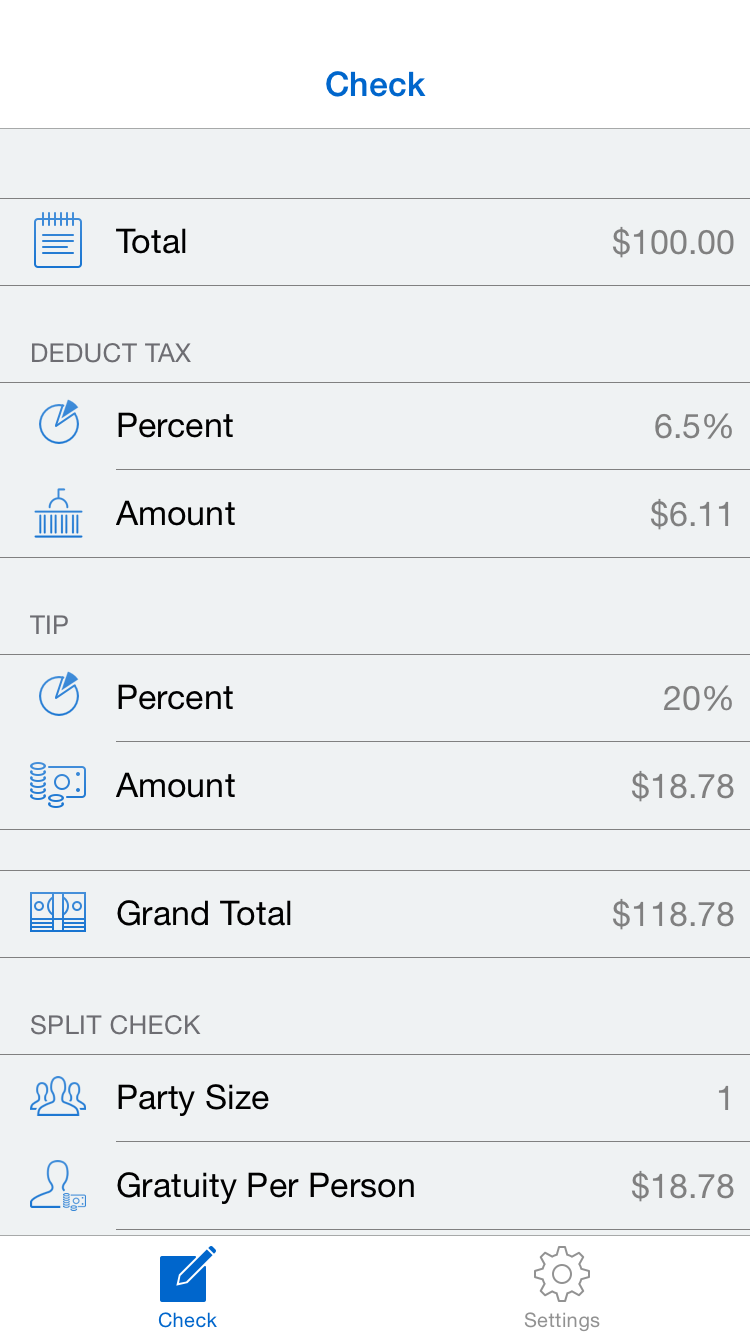 Check
Total $100.00
DEDUCT TAX
Percent 6.5%
Amount $6.11
TIP
Percent 20%
Amount $18.78
Grand Total $118.78
SPLIT CHECK
Party Size 1
Gratuity Per Person $18.78
Check Settings